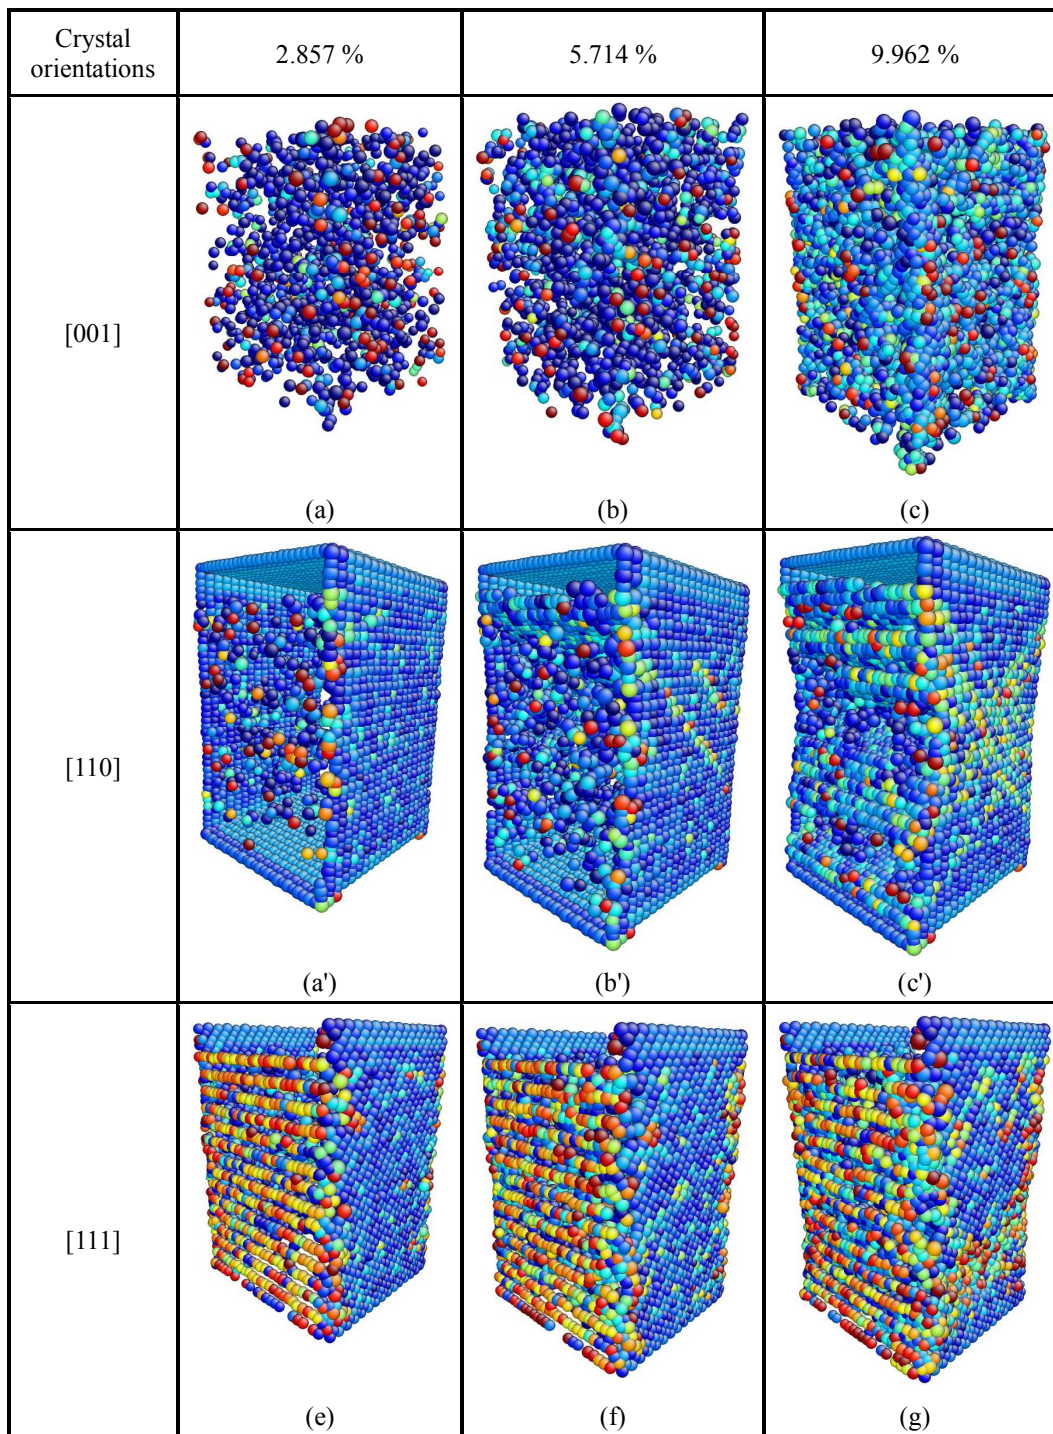 Crystal
orientations
2.857 %
5.714 %
9.962 %
[001]
(a)
(b)
(c)
[110]
(a')
(b')
(c')
[111]
(e)
(f)
(g)